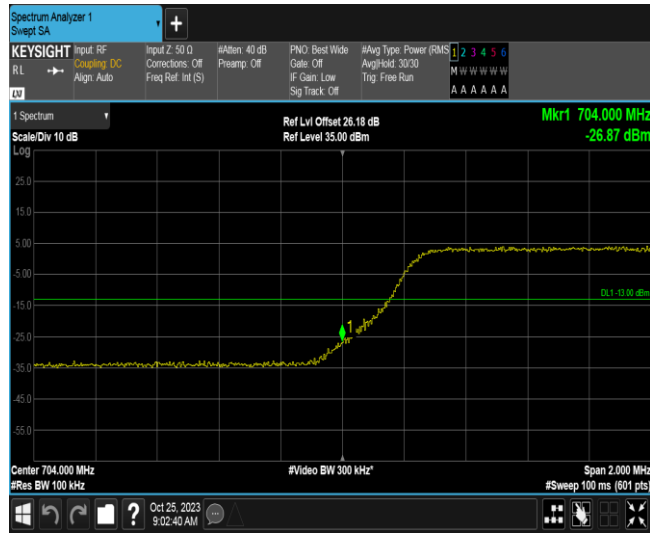 Spectrum Analyzer 1
Swept SA
+
KEYSIGHT Input: RF Input Z: 50 Ω #Atten: 40 dB PNO: Best Wide #Avg Type: Power (RMS 1 2 3 4 5 6
RL Coupling: DC Corrections: Off Preamp: Off Gate: Off Avg|Hold: 30/30 M W W W W W
Align: Auto Freq Ref: Int (S) IF Gain: Low Trig: Free Run
LXI Sig Track: Off A A A A A A
1 Spectrum Ref Lvl Offset 26.18 dB Mkr1 704.000 MHz
Scale/Div 10 dB Ref Level 35.00 dBm -26.87 dBm
Log
25.0
15.0
5.00
-5.00
DL1 -13.00 dBm
-15.0
1
-25.0
-35.0
-45.0
-55.0
Center 704.000 MHz #Video BW 300 kHz* Span 2.000 MHz
#Res BW 100 kHz #Sweep 100 ms (601 pts)
? Oct 25, 2023
9:02:40 AM